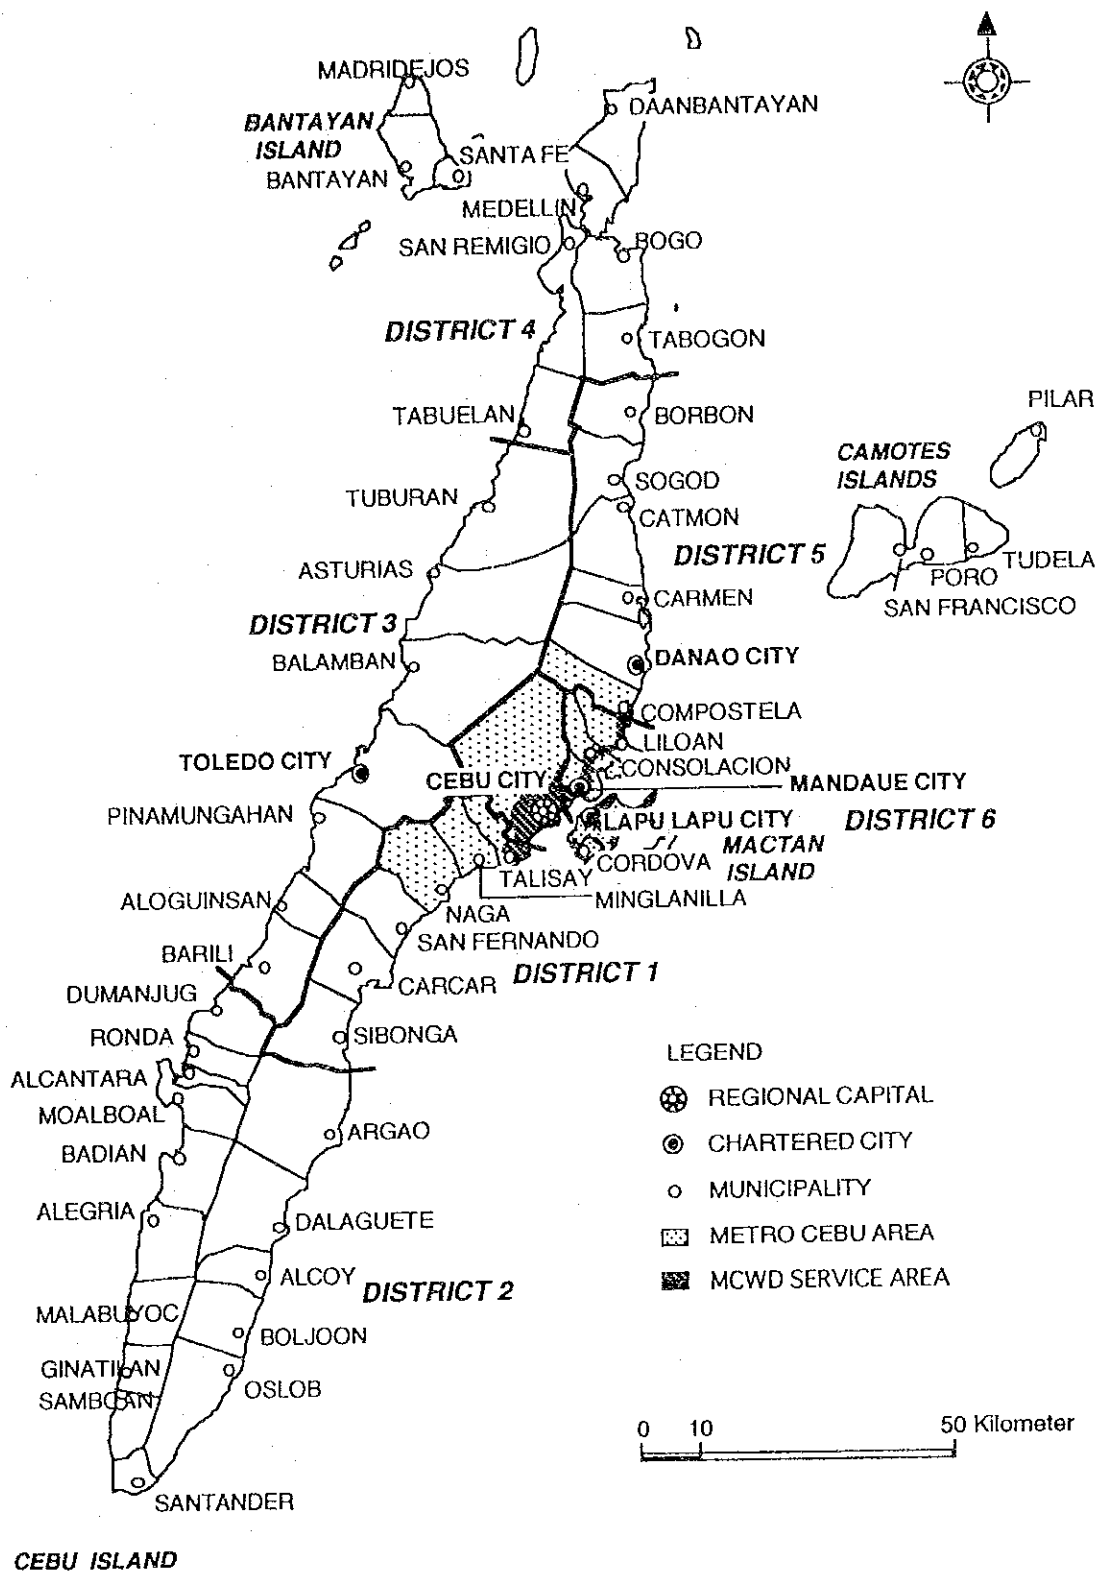 MADRIDEJOS
DAANBANTAYAN
BANTAYAN
ISLAND
SANTA FE
BANTAYAN
MEDELLIN
SAN REMIGIO
BOGO
DISTRICT 4
TABOGON
PILAR
TABUELAN
BORBON
CAMOTES
ISLANDS
SOGOD
TUBURAN
CATMON
DISTRICT 5
TUDELA
ASTURIAS
PORO
CARMEN
SAN FRANCISCO
DISTRICT 3
BALAMBAN
DANAO CITY
COMPOSTELA
LILOAN
TOLEDO CITY
CONSOLACION
CEBU CITY
MANDAUE CITY
PINAMUNGAHAN
LAPU LAPU CITY
DISTRICT 6
MACTAN
ISLAND
CORDOVA
TALISAY
MINGLANILLA
ALOGUINSAN
NAGA
SAN FERNANDO
BARILI
DISTRICT 1
CARCAR
DUMANJUG
RONDA
SIBONGA
LEGEND
ALCANTARA
REGIONAL CAPITAL
MOALBOAL
ARGAO
CHARTERED CITY
BADIAN
MUNICIPALITY
ALEGRIA
DALAGUETE
METRO CEBU AREA
ALCOY
MCWD SERVICE AREA
DISTRICT 2
MALABUYOC
BOLJOON
GINATILAN
OSLOB
SAMBOAN
0 10 50 Kilometer
SANTANDER
CEBU ISLAND